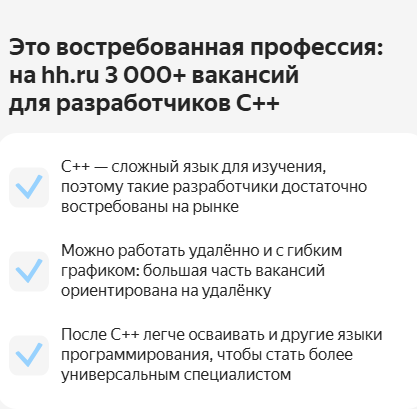 Это востребованная профессия:
на hh.ru 3 000+ вакансий
для разработчиков C++
C++ — сложный язык для изучения,
поэтому такие разработчики достаточно
востребованы на рынке
Можно работать удалённо и с гибким
графиком: большая часть вакансий
ориентирована на удалёнку
После C++ легче осваивать и другие языки
программирования, чтобы стать более
универсальным специалистом